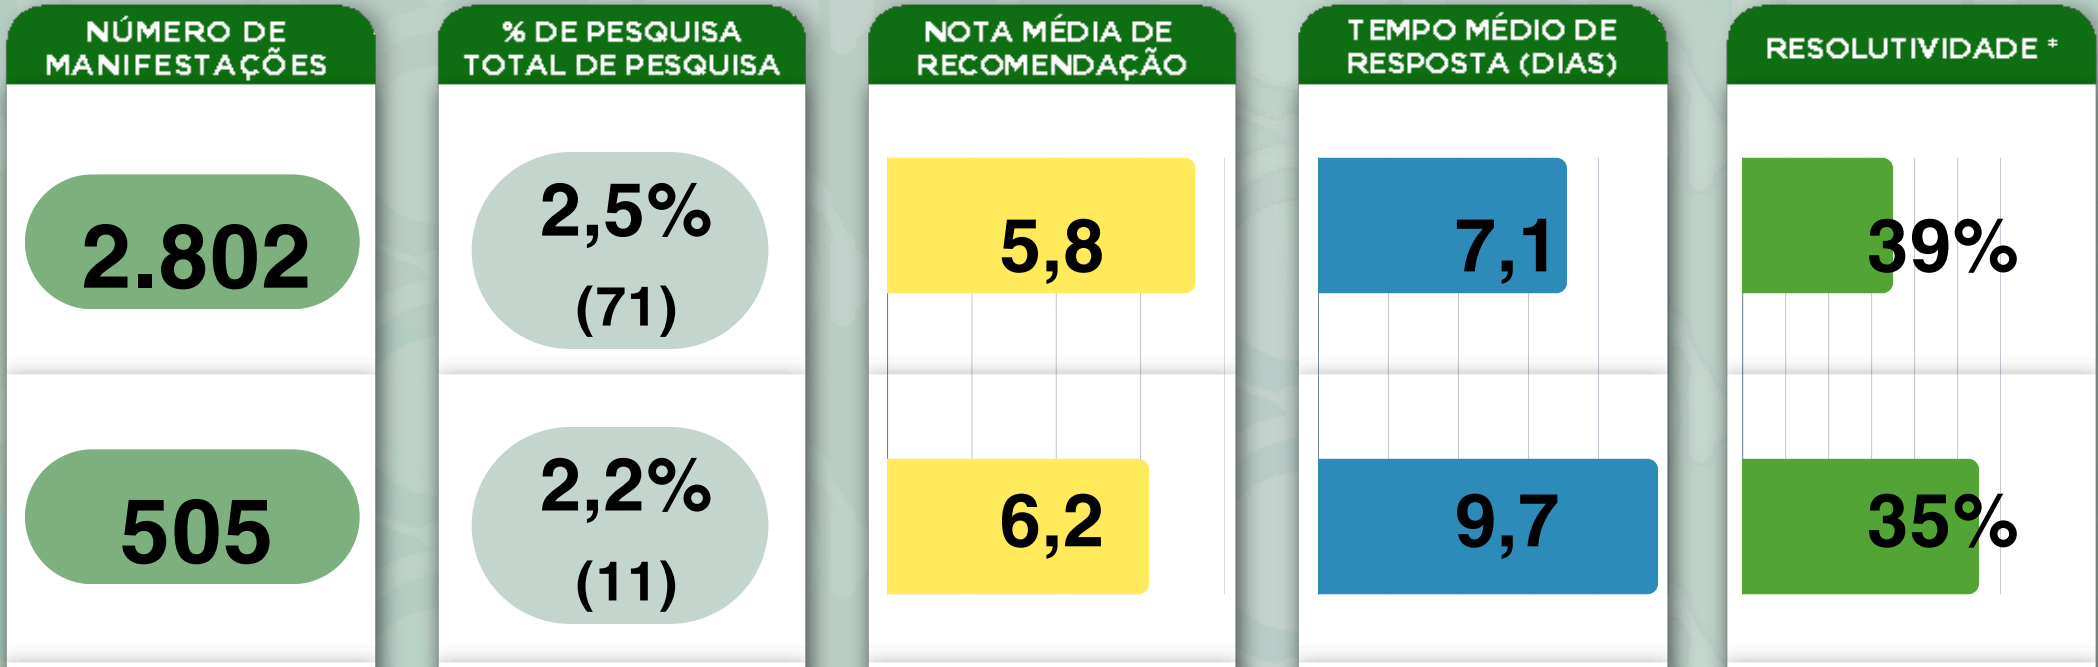 NÚMERO DE
MANIFESTAÇÕES
% DE PESQUISA
TOTAL DE PESQUISA
NOTA MÉDIA DE
RECOMENDAÇÃO
TEMPO MÉDIO DE
RESPOSTA (DIAS)
RESOLUTIVIDADE *
2.802
2,5%
(71)
5,8
7,1
39%
505
2,2%
(11)
6,2
9,7
35%